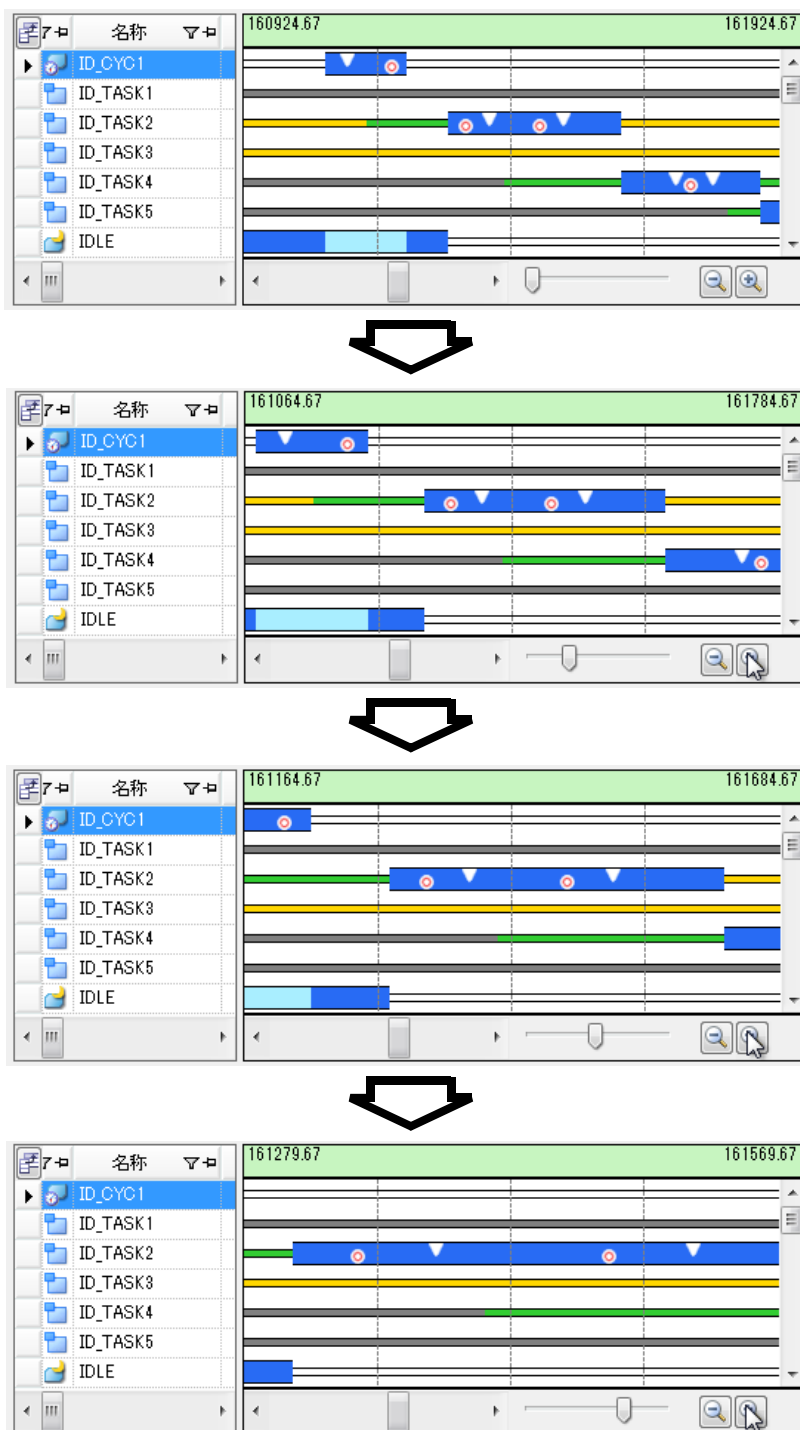 名称
160924.67 161924.67
ID_CYC1
ID_TASK1
ID_TASK2
ID_TASK3
ID_TASK4
ID_TASK5
IDLE
名称
161064.67 161784.67
ID_CYC1
ID_TASK1
ID_TASK2
ID_TASK3
ID_TASK4
ID_TASK5
IDLE
名称
161164.67 161684.67
ID_CYC1
ID_TASK1
ID_TASK2
ID_TASK3
ID_TASK4
ID_TASK5
IDLE
名称
161279.67 161569.67
ID_CYC1
ID_TASK1
ID_TASK2
ID_TASK3
ID_TASK4
ID_TASK5
IDLE